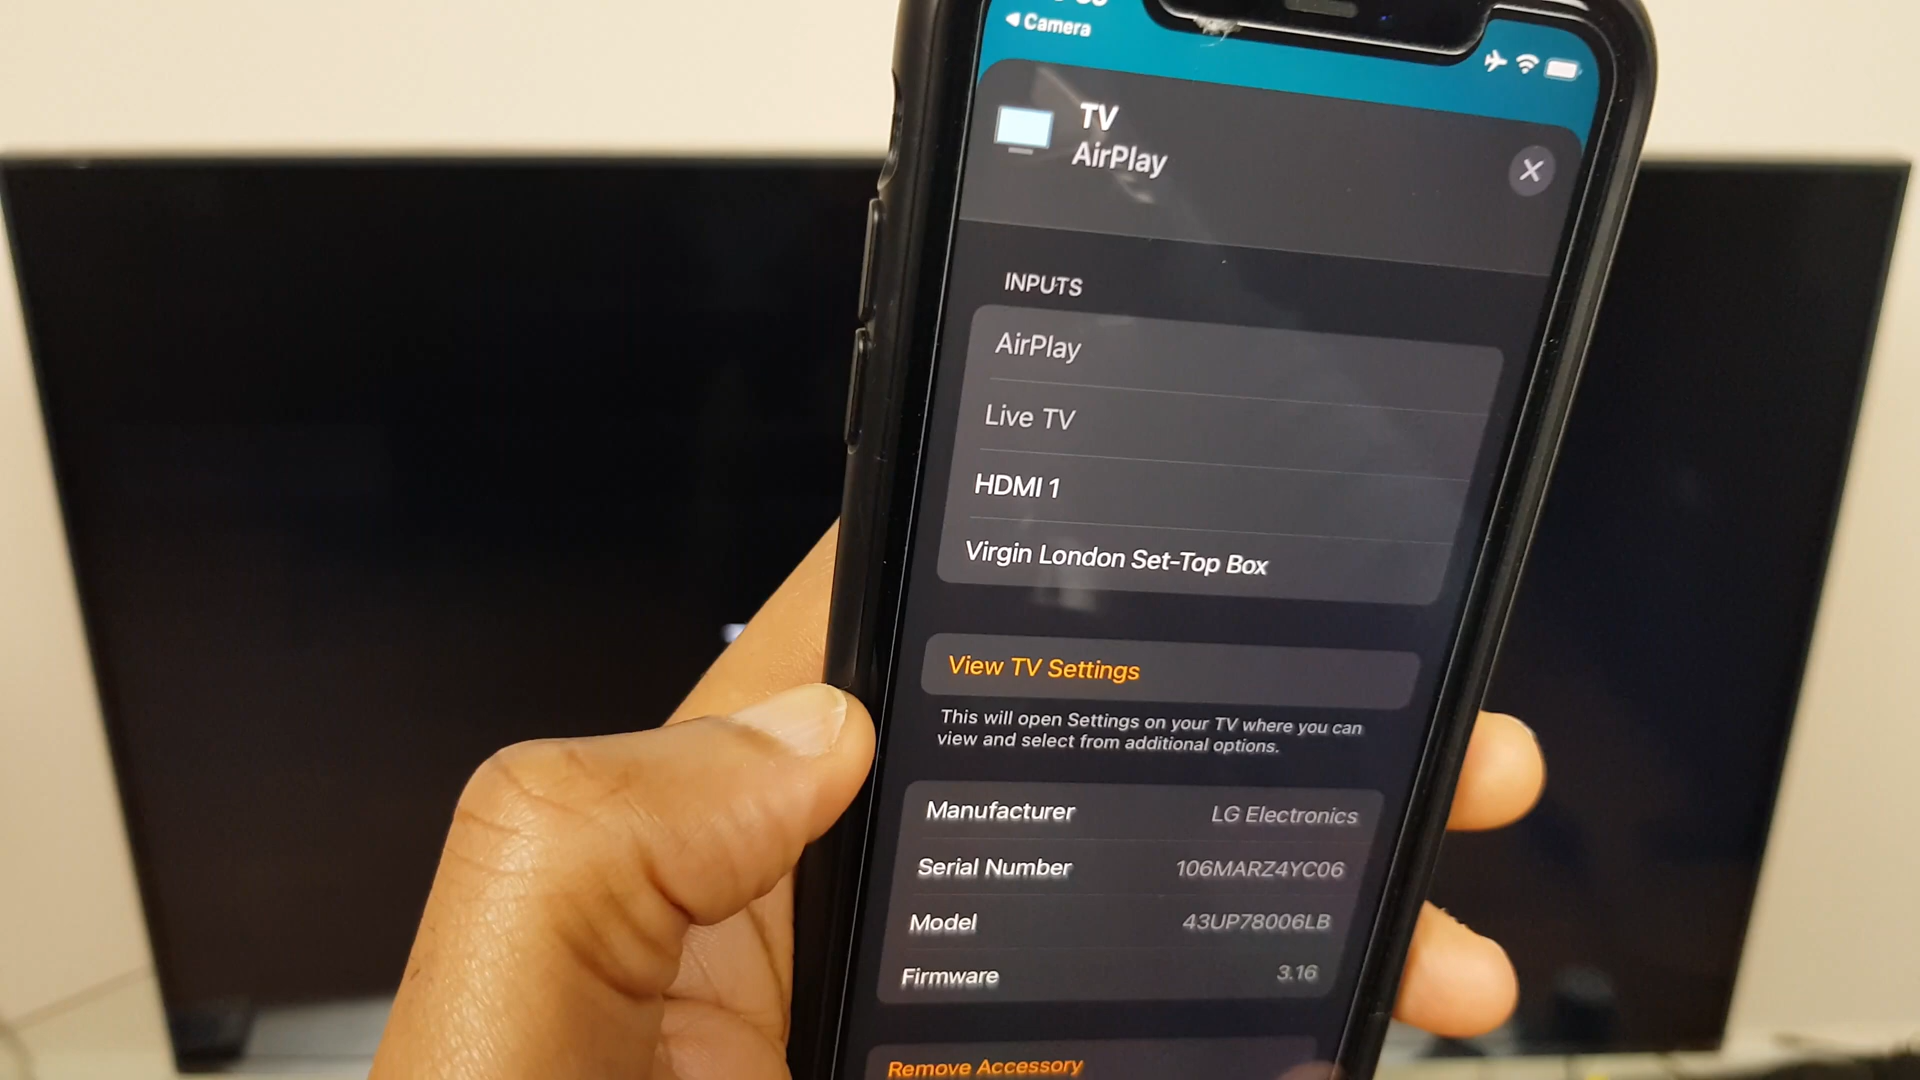 ◀ Camera
TV
AirPlay
INPUTS
AirPlay
Live TV
HDMI 1
Virgin London Set-Top Box
View TV Settings
This will open Settings on your TV where you can
view and select from additional options.
Manufacturer LG Electronics
Serial Number 106MARZ4YC06
Model 43UP78006LB
Firmware 3.16
Remove Accessory